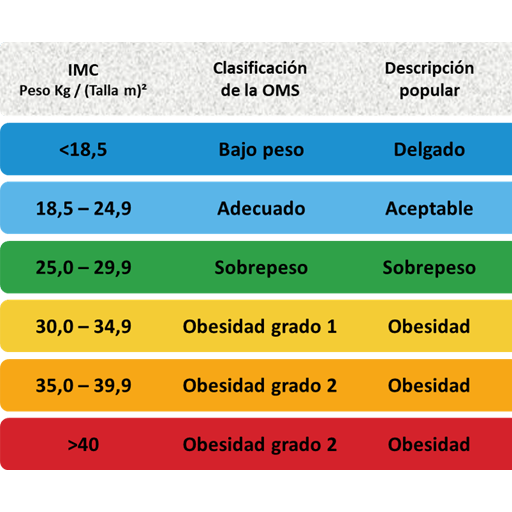 IMC Clasificación Descripción
Peso Kg / (Talla m)² de la OMS popular
<18,5 Bajo peso Delgado
18,5 – 24,9 Adecuado Aceptable
25,0 – 29,9 Sobrepeso Sobrepeso
30,0 – 34,9 Obesidad grado 1 Obesidad
35,0 – 39,9 Obesidad grado 2 Obesidad
>40 Obesidad grado 2 Obesidad